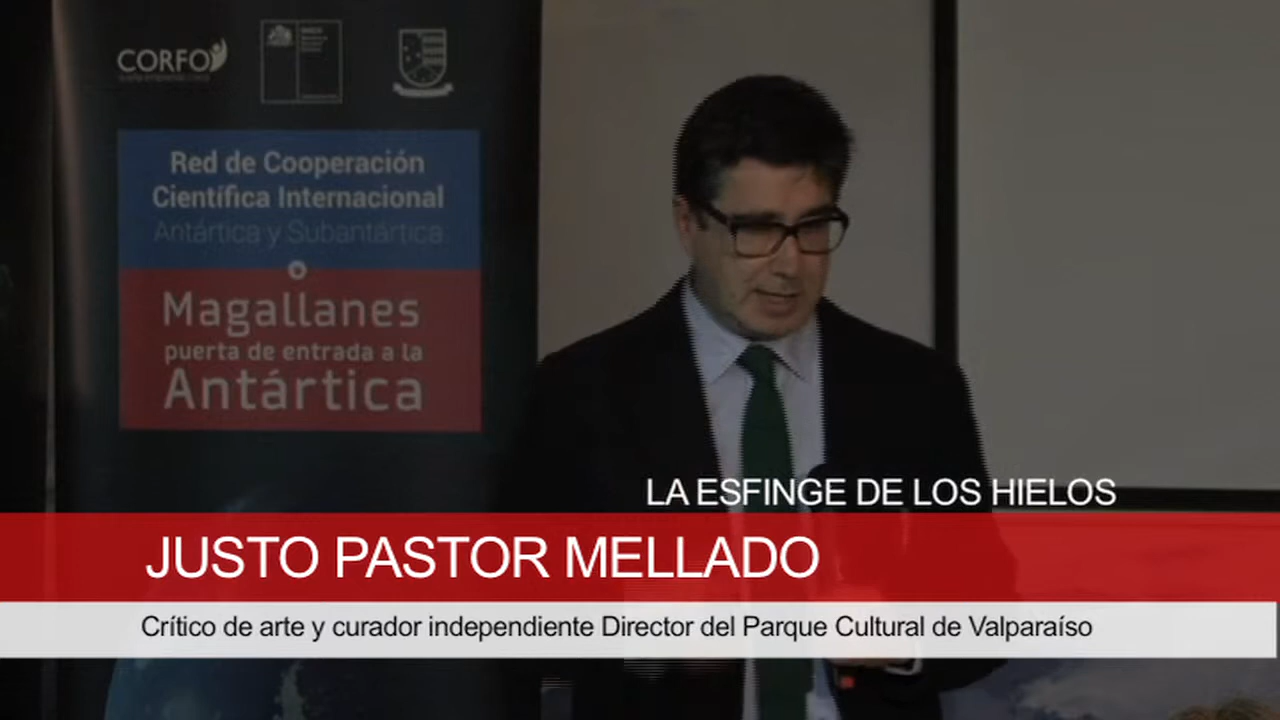 CORFO
Red de Cooperación
Científica Internacional
Antártica y Subantártica
Magallanes
puerta de entrada a la
Antártica
LA ESFINGE DE LOS HIELOS
JUSTO PASTOR MELLADO
Crítico de arte y curador independiente Director del Parque Cultural de Valparaíso